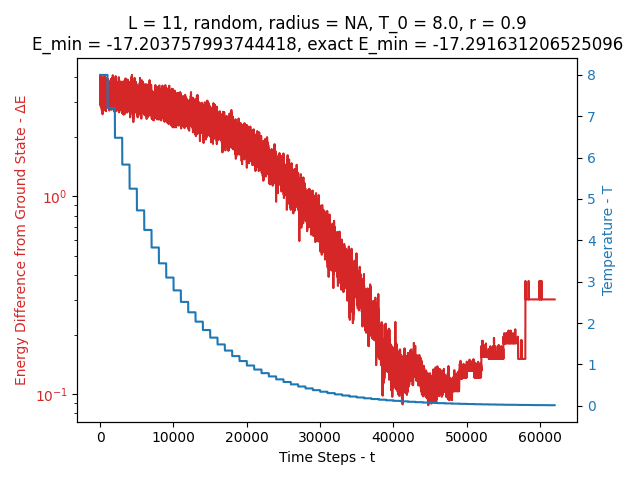 L = 11, random, radius = NA, T_0 = 8.0, r = 0.9
E_min = -17.203757993744418, exact E_min = -17.291631206525096
Energy Difference from Ground State - ΔE
10⁰
10⁻¹
0 10000 20000 30000 40000 50000 60000
Time Steps - t
8
7
6
5
4
3
2
1
0
Temperature - T